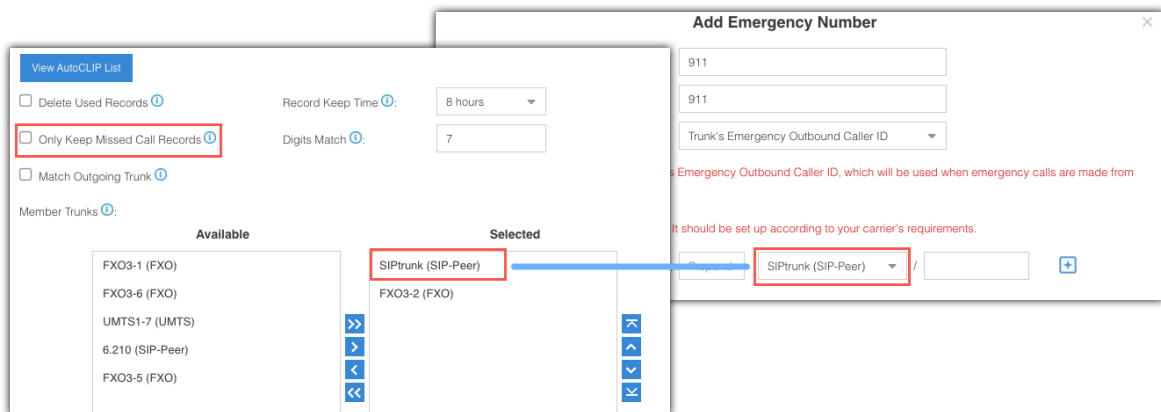 Add Emergency Number
911
911
Trunk's Emergency Outbound Caller ID
s Emergency Outbound Caller ID, which will be used when emergency calls are made from
It should be set up according to your carrier's requirements.
Prepend
SIPtrunk (SIP-Peer)
/
View AutoCLIP List
Delete Used Records
Record Keep Time :
8 hours
Only Keep Missed Call Records
Digits Match :
7
Match Outgoing Trunk
Member Trunks :
Available
Selected
FXO3-1 (FXO)
FXO3-6 (FXO)
UMTS1-7 (UMTS)
6.210 (SIP-Peer)
FXO3-5 (FXO)
SIPtrunk (SIP-Peer)
FXO3-2 (FXO)